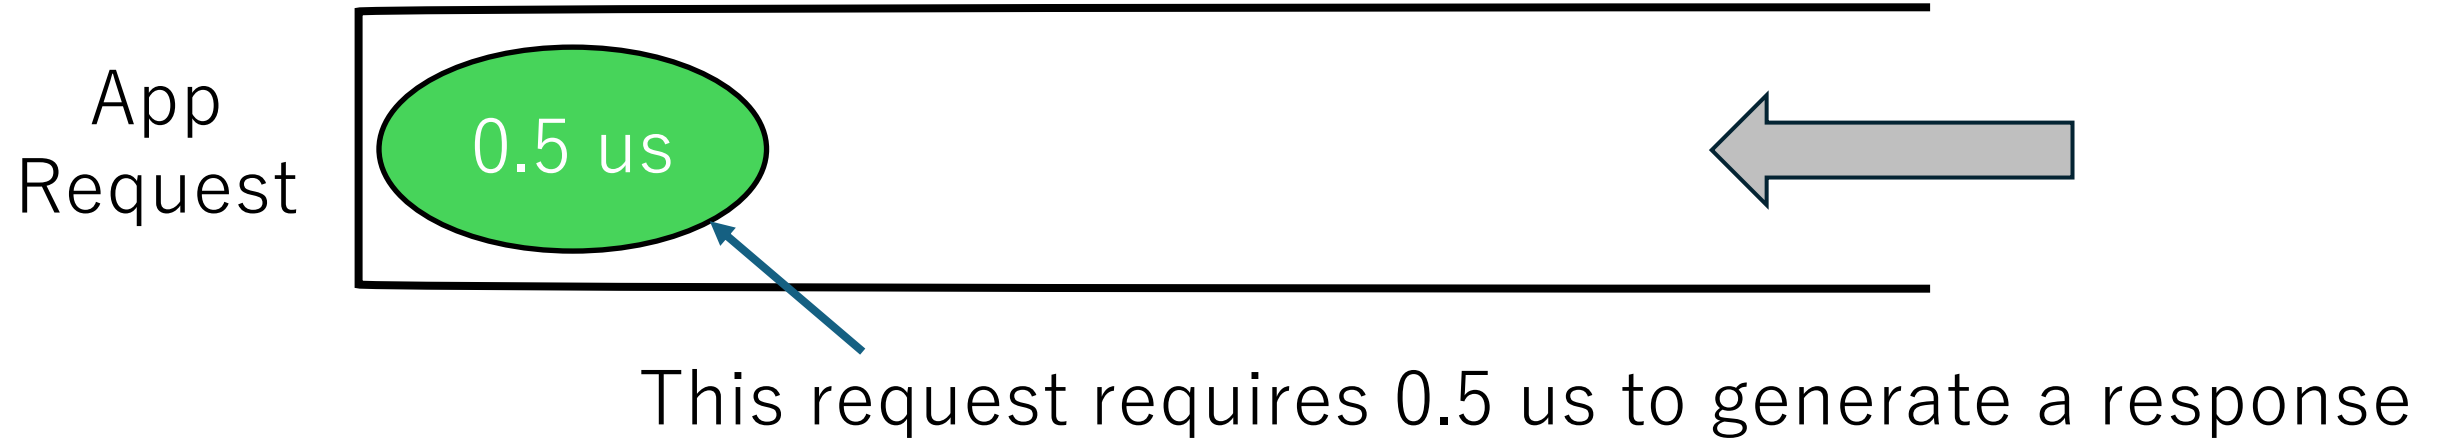 App
Request
0.5 us
This request requires 0.5 us to generate a response